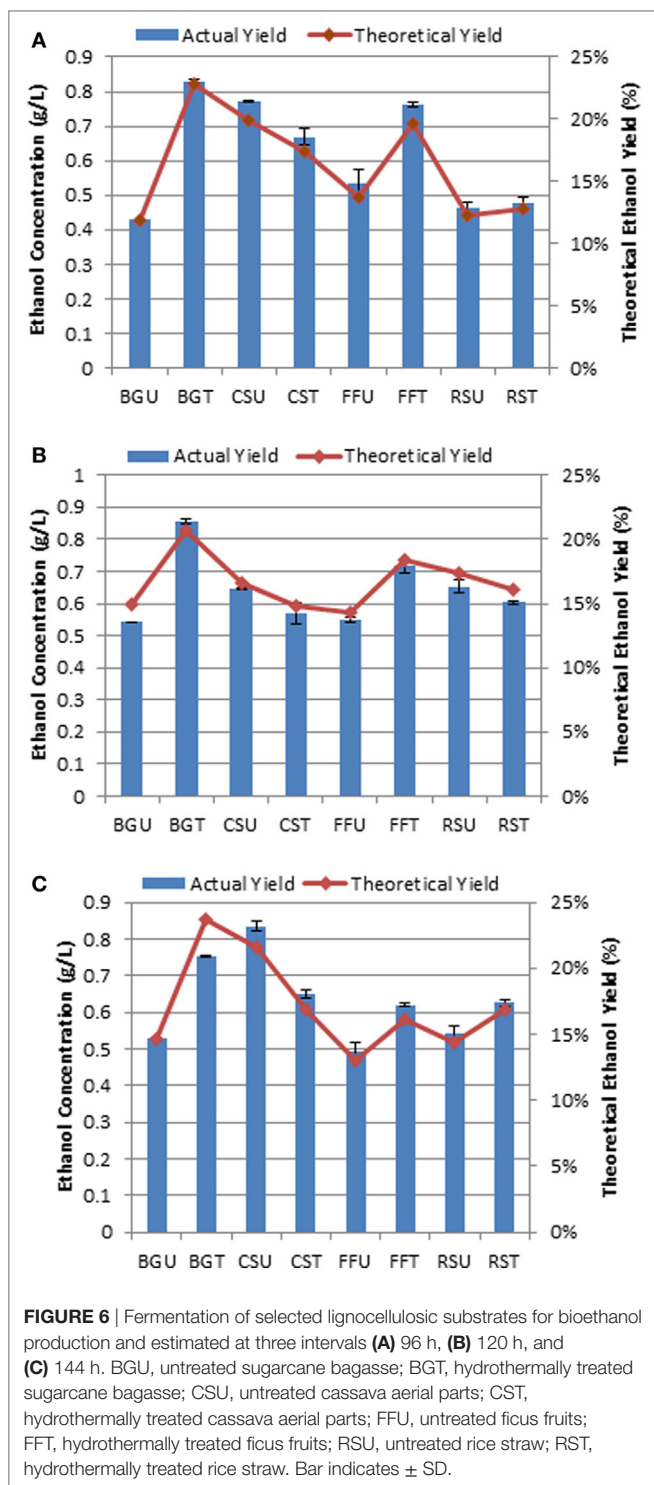 A
Actual Yield Theoretical Yield
Ethanol Concentration (g/L)
0.9
0.8
0.7
0.6
0.5
0.4
0.3
0.2
0.1
0
25%
20%
15%
10%
5%
0%
Theoretical Ethanol Yield (%)
BGU BGT CSU CST FFU FFT RSU RST
B
Actual Yield Theoretical Yield
Ethanol Concentration (g/L)
1
0.9
0.8
0.7
0.6
0.5
0.4
0.3
0.2
0.1
0
25%
20%
15%
10%
5%
0%
Theoretical Ethanol Yield (%)
BGU BGT CSU CST FFU FFT RSU RST
C
Actual Yield Theoretical Yield
Ethanol Concentration (g/L)
0.9
0.8
0.7
0.6
0.5
0.4
0.3
0.2
0.1
0
25%
20%
15%
10%
5%
0%
Theoretical Ethanol Yield (%)
BGU BGT CSU CST FFU FFT RSU RST
FIGURE 6 | Fermentation of selected lignocellulosic substrates for bioethanol
production and estimated at three intervals (A) 96 h, (B) 120 h, and
(C) 144 h. BGU, untreated sugarcane bagasse; BGT, hydrothermally treated
sugarcane bagasse; CSU, untreated cassava aerial parts; CST,
hydrothermally treated cassava aerial parts; FFU, untreated ficus fruits;
FFT, hydrothermally treated ficus fruits; RSU, untreated rice straw; RST,
hydrothermally treated rice straw. Bar indicates ± SD.